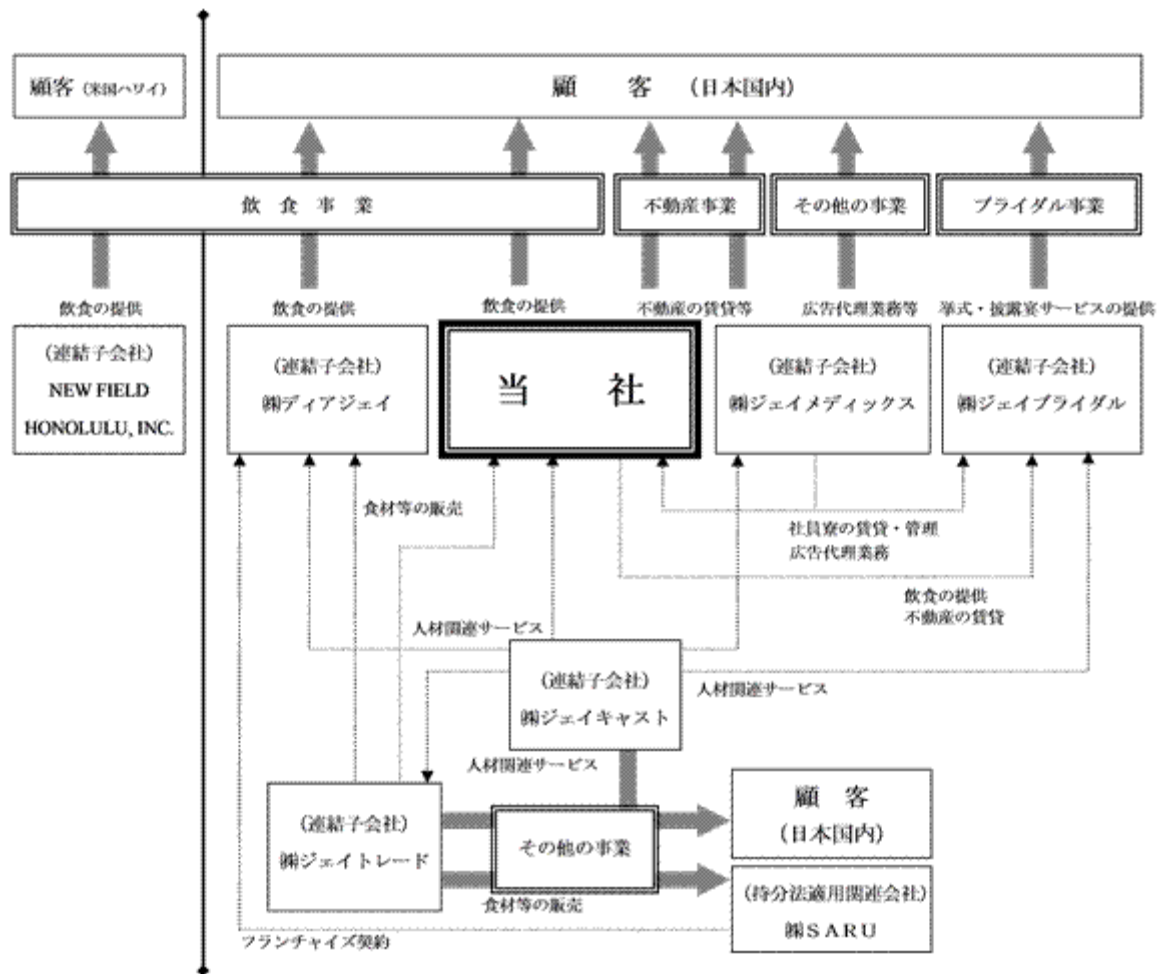 顧客（米国ハワイ）
顧　客　（日本国内）
飲　食　事　業
不動産事業
その他の事業
ブライダル事業
飲食の提供
飲食の提供
飲食の提供
不動産の賃貸等
広告代理業務等
挙式・披露宴サービスの提供
（連結子会社）
NEW FIELD
HONOLULU, INC.
（連結子会社）
㈱ディアジェイ
当　社
（連結子会社）
㈱ジェイメディックス
（連結子会社）
㈱ジェイブライダル
食材等の販売
社員寮の賃貸・管理
広告代理業務
飲食の提供
不動産の賃貸
人材関連サービス
（連結子会社）
㈱ジェイキャスト
人材関連サービス
人材関連サービス
（連結子会社）
㈱ジェイトレード
その他の事業
顧　客
（日本国内）
食材等の販売
（持分法適用関連会社）
㈱ＳＡＲＵ
フランチャイズ契約